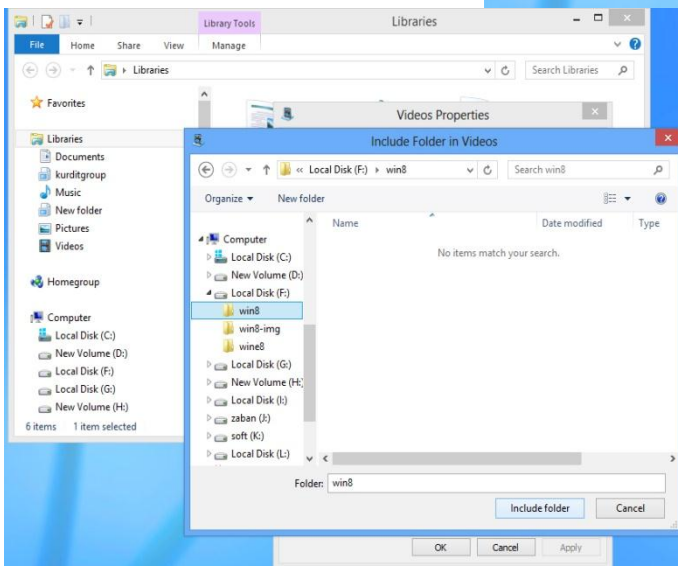 Library Tools
Libraries
File Home Share View Manage
Libraries
Search Libraries
Favorites
Libraries
Documents
kurditgroup
Music
New folder
Pictures
Videos
Homegroup
Computer
Local Disk (C:)
New Volume (D:)
Local Disk (F:)
Local Disk (G:)
New Volume (H:)
6 items 1 item selected
Videos Properties
Include Folder in Videos
« Local Disk (F:) win8
Search win8
Organize New folder
Name Date modified Type
No items match your search.
Computer
Local Disk (C:)
New Volume (D:)
Local Disk (F:)
win8
win8-img
wine8
Local Disk (G:)
New Volume (H:)
Local Disk (I:)
zaban (J:)
soft (K:)
Local Disk (L:)
Folder: win8
Include folder Cancel
OK Cancel Apply